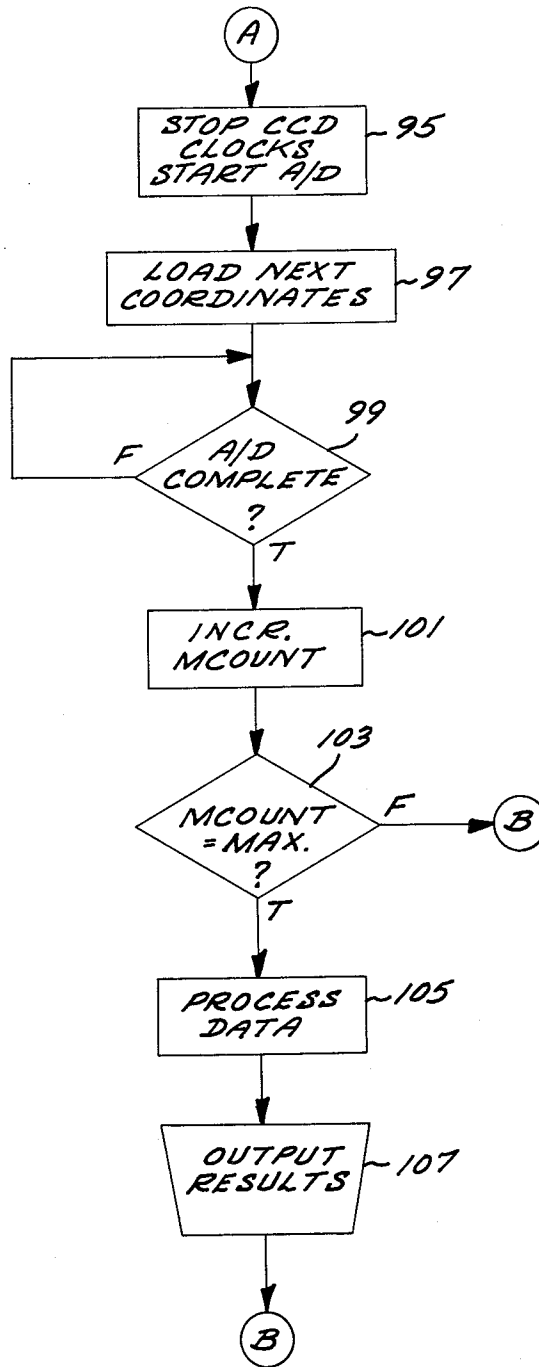 A
STOP CCD
CLOCKS
START A/D
95
LOAD NEXT
COORDINATES
97
99
F
A/D
COMPLETE
?
T
INCR.
MCOUNT
101
103
MCOUNT
= MAX.
?
F
B
T
PROCESS
DATA
105
OUTPUT
RESULTS
107
B